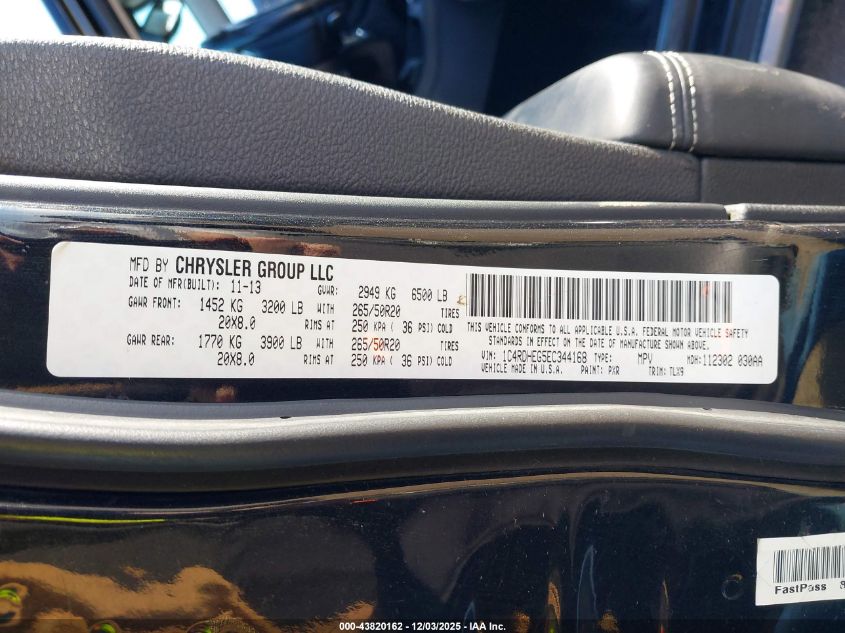 MFD BY CHRYSLER GROUP LLC
DATE OF MFR(BUILT): 11-13 GVWR: 2949 KG 6500 LB
GAWR FRONT: 1452 KG 3200 LB WITH 265/50R20 TIRES
20X8.0 RIMS AT 250 KPA ( 36 PSI) COLD
GAWR REAR: 1770 KG 3900 LB WITH 265/50R20 TIRES
20X8.0 RIMS AT 250 KPA ( 36 PSI) COLD
THIS VEHICLE CONFORMS TO ALL APPLICABLE U.S.A. FEDERAL MOTOR VEHICLE SAFETY
STANDARDS IN EFFECT ON THE DATE OF MANUFACTURE SHOWN ABOVE.
VIN: 1C4RDHEG5EC344168 TYPE: MPV MDH:112302 030AA
VEHICLE MADE IN U.S.A. PAINT: PXR TRIM: TLX9
FastPass
000-43820162 - 12/03/2025 - IAA Inc.